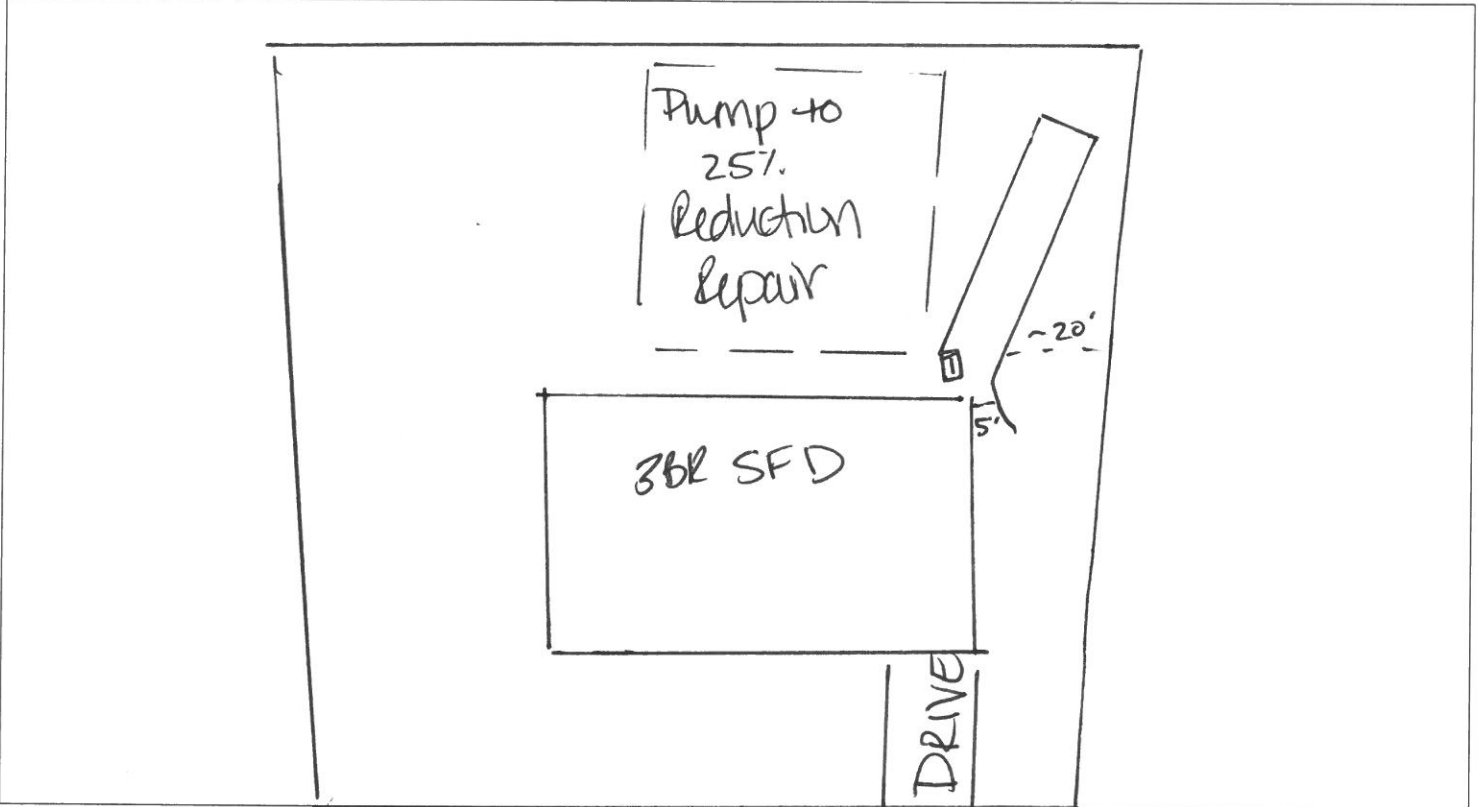 Pump to
25%
Reduction
Repair
~20'
5'
3BR SFD
DRIVE